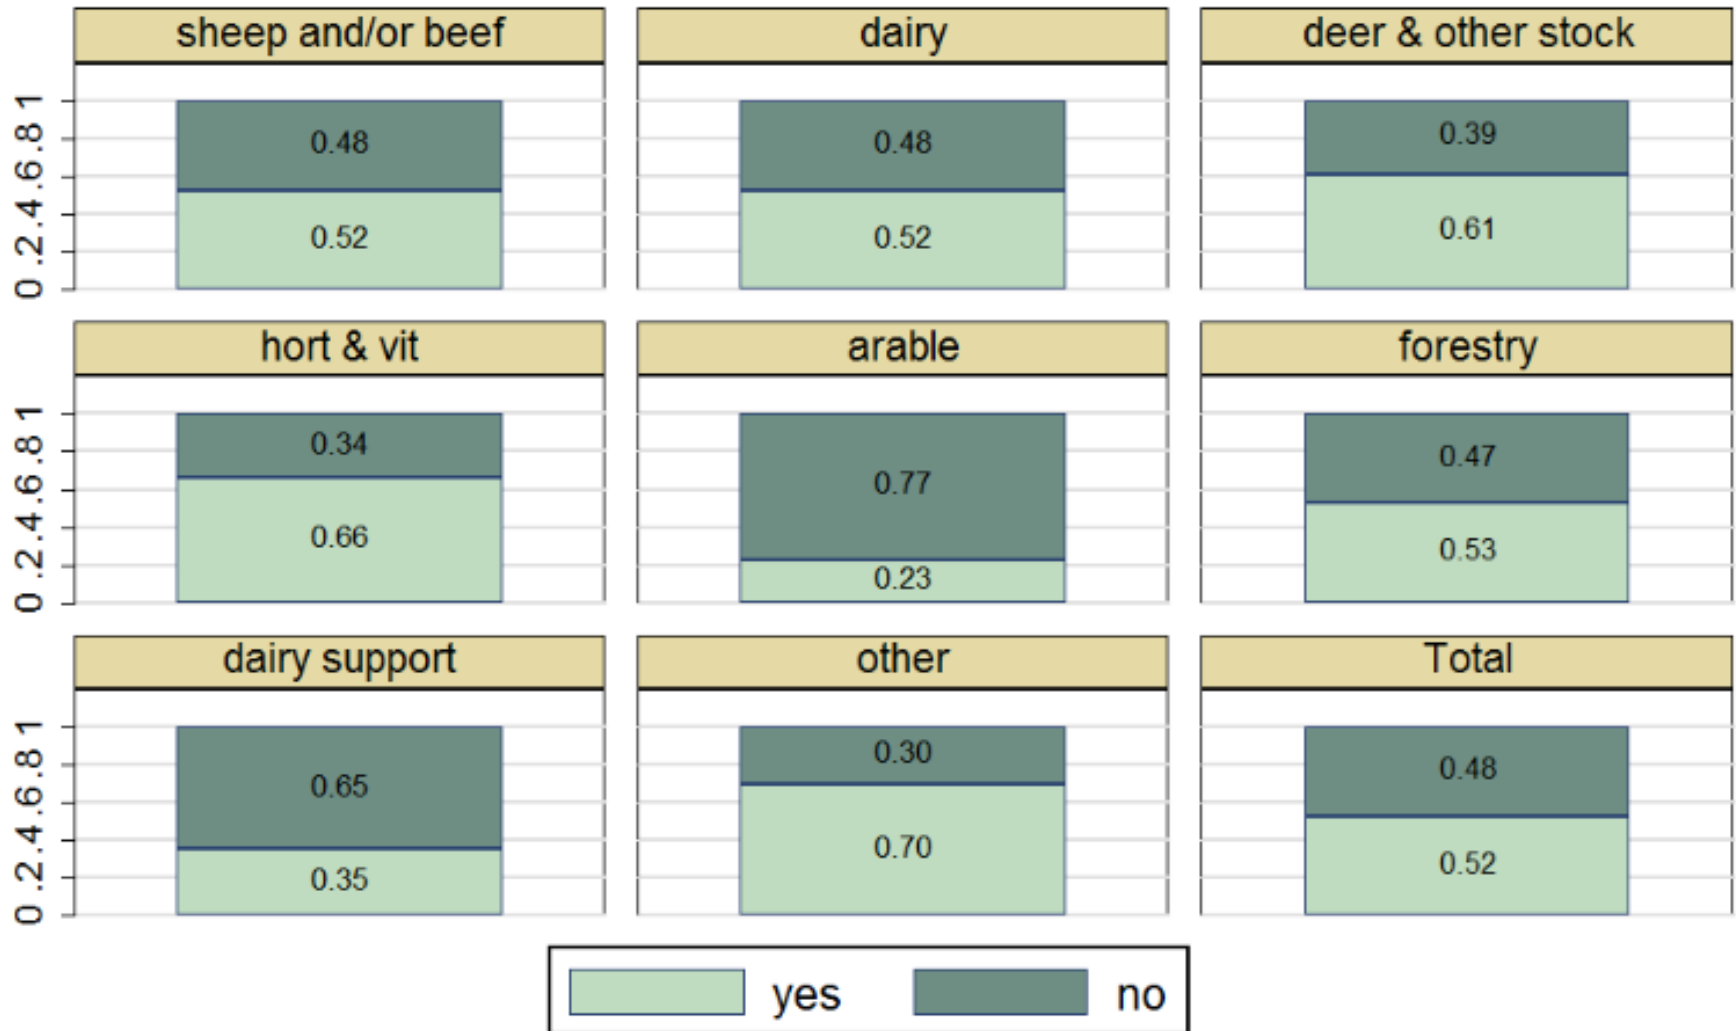 sheep and/or beef
dairy
deer & other stock
0 .2 .4 .6 .8 1
0.48
0.52
0.48
0.52
0.39
0.61
hort & vit
arable
forestry
0 .2 .4 .6 .8 1
0.34
0.66
0.77
0.23
0.47
0.53
dairy support
other
Total
0 .2 .4 .6 .8 1
0.65
0.35
0.30
0.70
0.48
0.52
yes
no